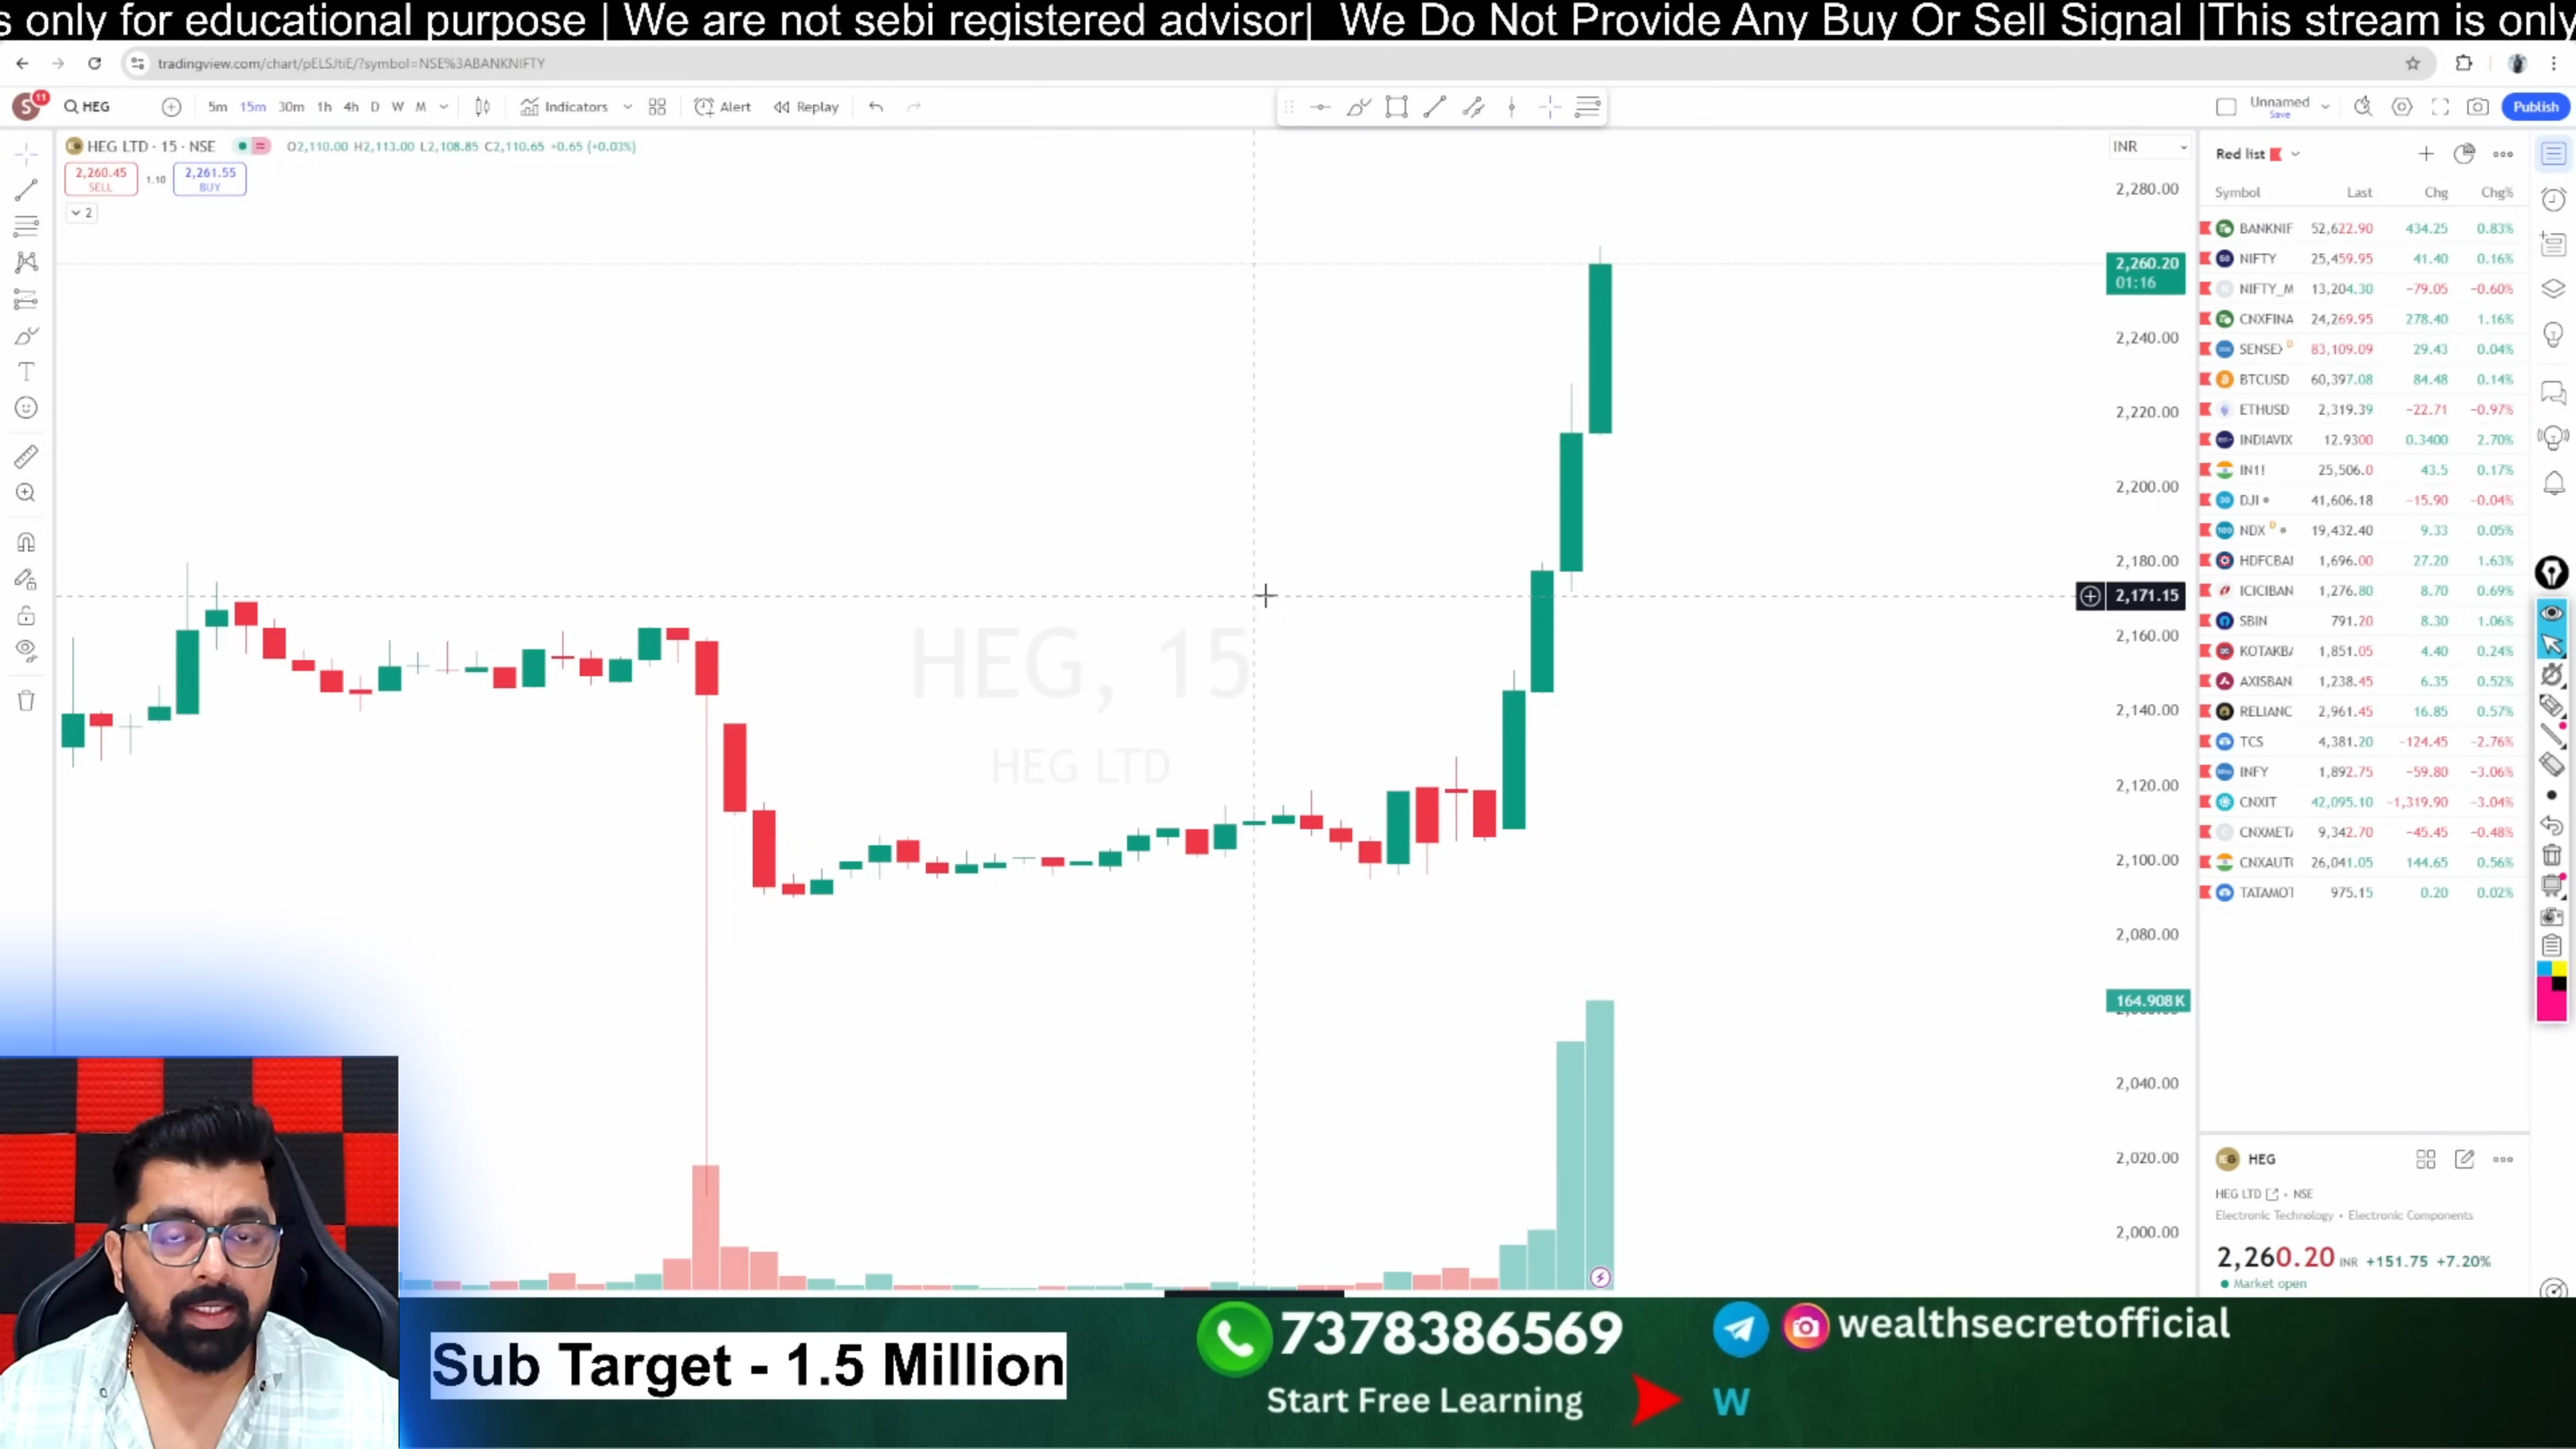 s only for educational purpose | We are not sebi registered advisor|  We Do Not Provide Any Buy Or Sell Signal |This stream is only
tradingview.com/chart/pELSJtiE/?symbol=NSE%3ABANKNIFTY
S 11 HEG 5m 15m 30m 1h 4h D W M Indicators Alert Replay Unnamed Save Publish
HEG LTD · 15 · NSE O2,110.00 H2,113.00 L2,108.85 C2,110.65 +0.65 (+0.03%)
2,260.45 SELL 1.10 2,261.55 BUY
2
HEG, 15
HEG LTD
INR
2,280.00
2,260.20
01:16
2,240.00
2,220.00
2,200.00
2,180.00
2,171.15
2,160.00
2,140.00
2,120.00
2,100.00
2,080.00
164.908 K
2,040.00
2,020.00
2,000.00
Red list
Symbol Last Chg Chg%
BANKNIF 52,622.90 434.25 0.83%
NIFTY 25,459.95 41.40 0.16%
NIFTY_M 13,204.30 −79.05 −0.60%
CNXFINA 24,269.95 278.40 1.16%
SENSEX D 83,109.09 29.43 0.04%
BTCUSD 60,397.08 84.48 0.14%
ETHUSD 2,319.39 −22.71 −0.97%
INDIAVIX 12.9300 0.3400 2.70%
IN1! 25,506.0 43.5 0.17%
DJI 41,606.18 −15.90 −0.04%
NDX D 19,432.40 9.33 0.05%
HDFCBAI 1,696.00 27.20 1.63%
ICICIBAN 1,276.80 8.70 0.69%
SBIN 791.20 8.30 1.06%
KOTAKB 1,851.05 4.40 0.24%
AXISBAN 1,238.45 6.35 0.52%
RELIANC 2,961.45 16.85 0.57%
TCS 4,381.20 −124.45 −2.76%
INFY 1,892.75 −59.80 −3.06%
CNXIT 42,095.10 −1,319.90 −3.04%
CNXMET 9,342.70 −45.45 −0.48%
CNXAUT 26,041.05 144.65 0.56%
TATAMOT 975.15 0.20 0.02%
HEG
HEG LTD • NSE
Electronic Technology • Electronic Components
2,260.20 INR +151.75 +7.20%
Market open
Sub Target - 1.5 Million
7378386569
Start Free Learning
wealthsecretofficial
W